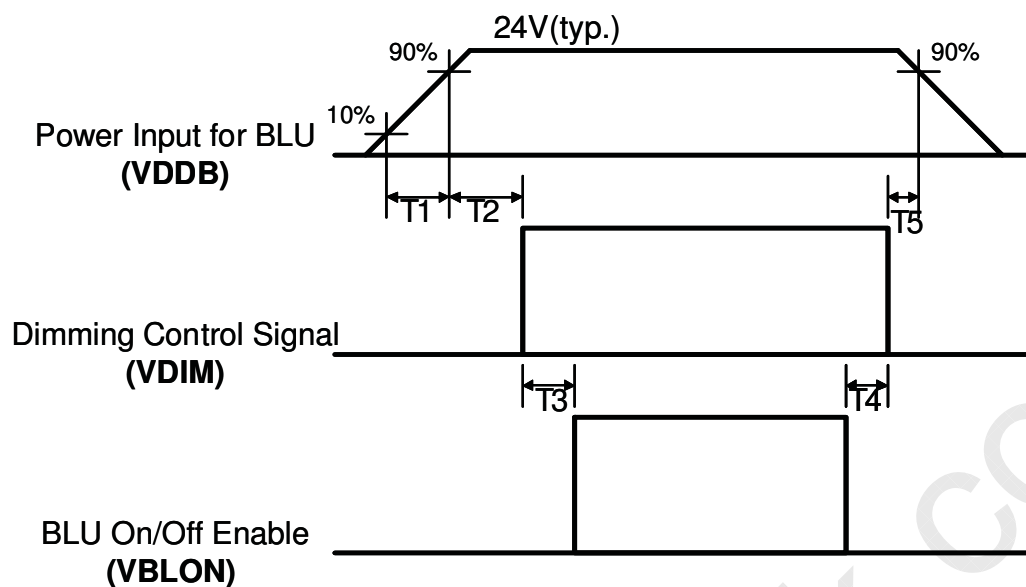 24V(typ.)
90%
90%
10%
Power Input for BLU
(VDDB)
T1
T2
T5
Dimming Control Signal
(VDIM)
T3
T4
BLU On/Off Enable
(VBLON)